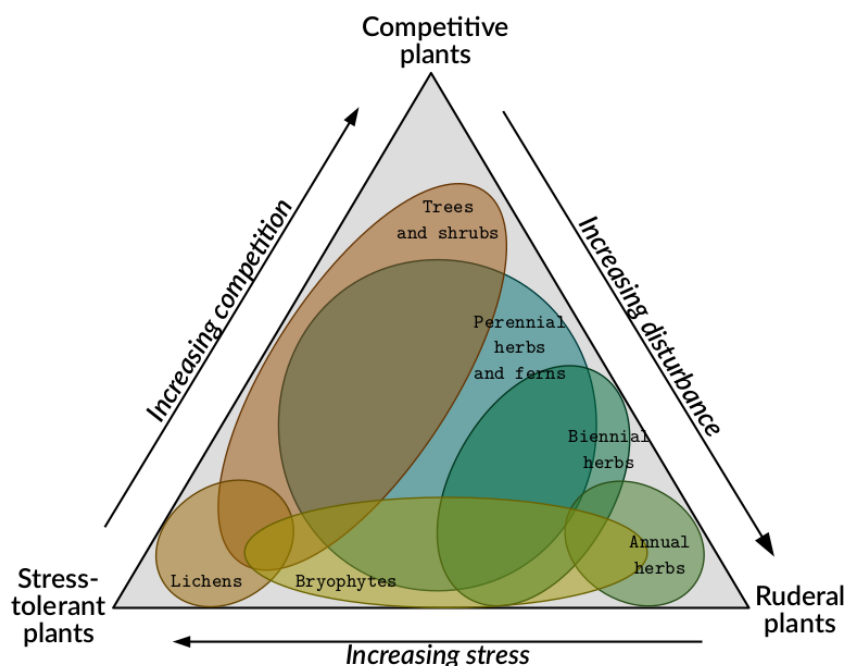 Competitive
plants
Increasing competition
Increasing disturbance
Trees
and shrubs
Perennial
herbs
and ferns
Biennial
herbs
Annual
herbs
Lichens
Bryophytes
Stress-
tolerant
plants
Ruderal
plants
Increasing stress